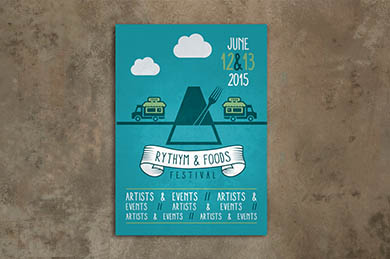 JUNE
12&13
2015
RYTHYM & FOODS
FESTIVAL
ARTISTS & EVENTS // ARTISTS &
EVENTS // ARTISTS & EVENTS //
ARTISTS & EVENTS // ARTISTS & EVENTS